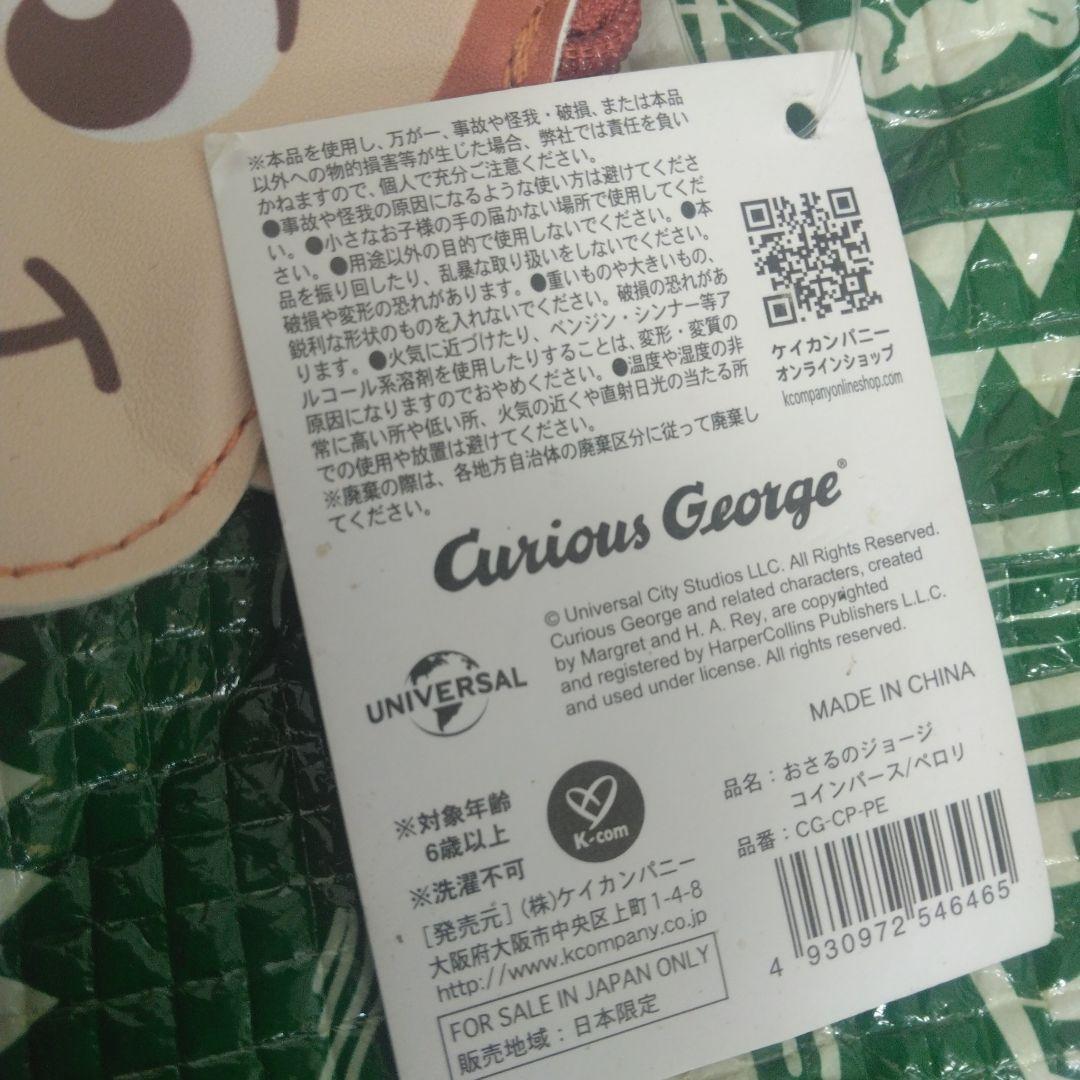 ※本品を使用し、万が一、事故や怪我・破損、または本品
以外への物的損害等が生じた場合、弊社では責任を負い
かねますので、個人で充分ご注意ください。
●事故や怪我の原因になるような使い方は避けてくださ
い。●小さなお子様の手の届かない場所で使用してくだ
さい。●用途以外の目的で使用しないでください。●本
品を振り回したり、乱暴な取り扱いをしないでください。
破損や変形の恐れがあります。●重いものや大きいもの、
鋭利な形状のものを入れないでください。破損の恐れがあ
ります。●火気に近づけたり、ベンジン・シンナー等ア
ルコール系溶剤を使用したりすることは、変形・変質の
原因になりますのでおやめください。●温度や湿度の非
常に高い所や低い所、火気の近くや直射日光の当たる所
での使用や放置は避けてください。
※廃棄の際は、各地方自治体の廃棄区分に従って廃棄し
てください。
ケイカンパニー
オンラインショップ
kcompanyonlineshop.com
Curious George®
© Universal City Studios LLC. All Rights Reserved.
Curious George and related characters, created
by Margret and H. A. Rey, are copyrighted
and registered by HarperCollins Publishers L.L.C.
and used under license. All rights reserved.
UNIVERSAL
MADE IN CHINA
※対象年齢
6歳以上
※洗濯不可
K-com
品名：おさるのジョージ
コインパース/ペロリ
品番：CG-CP-PE
[発売元] (株)ケイカンパニー
大阪府大阪市中央区上町1-4-8
http://www.kcompany.co.jp
FOR SALE IN JAPAN ONLY
販売地域：日本限定
4 930972 546465